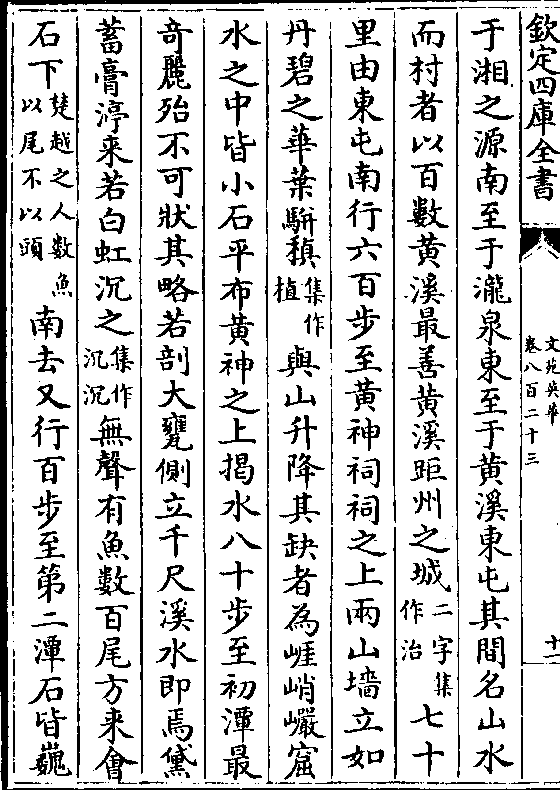 欽定四庫全書
文苑英華
卷八百二十三
十一
于湘之源南至于瀧泉東至于黄溪東屯其間名山水
而村者以百數黄溪最善黄溪距州之城二字集作治七十
里由東屯南行六百步至黄神祠祠之上兩山墻立如
丹碧之華葉駢稹集作植與山升降其缺者為崖峭巖窟
水之中皆小石平布黄神之上揭水八十步至初潭最
奇麗殆不可狀其略若剖大甕側立千尺溪水即焉黛
蓄膏渟来若白虹沉之集作沉沉無聲有魚數百尾方来會
石下楚越之人數魚以尾不以頭南去又行百步至第二潭石皆巍